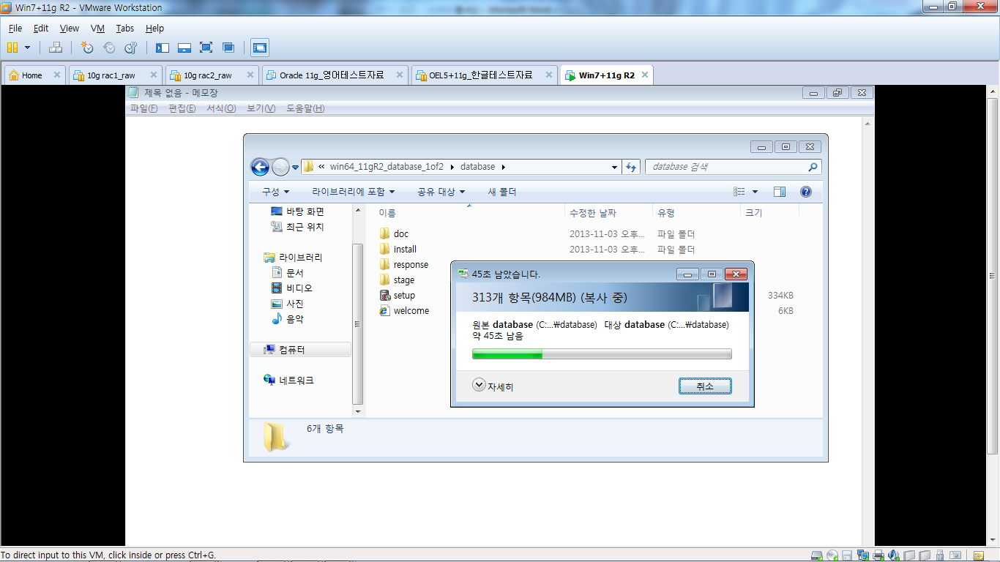 Win7+11g R2 - VMware Workstation
File Edit View VM Tabs Help
Home 10g rac1_raw 10g rac2_raw Oracle 11g_영어테스트자료 OEL5+11g_한글테스트자료 Win7+11g R2
제목 없음 - 메모장
파일(F) 편집(E) 서식(O) 보기(V) 도움말(H)
« win64_11gR2_database_1of2 ▸ database ▸ database 검색
구성 라이브러리에 포함 공유 대상 새 폴더
바탕 화면
최근 위치
라이브러리
문서
비디오
사진
음악
컴퓨터
네트워크
이름 수정한 날짜 유형 크기
doc 2013-11-03 오후... 파일 폴더
install 2013-11-03 오후... 파일 폴더
response
stage
setup 334KB
welcome 6KB
45초 남았습니다.
313개 항목(984MB) (복사 중)
원본 database (C:...₩database) 대상 database (C:...₩database)
약 45초 남음
자세히 취소
6개 항목
To direct input to this VM, click inside or press Ctrl+G.